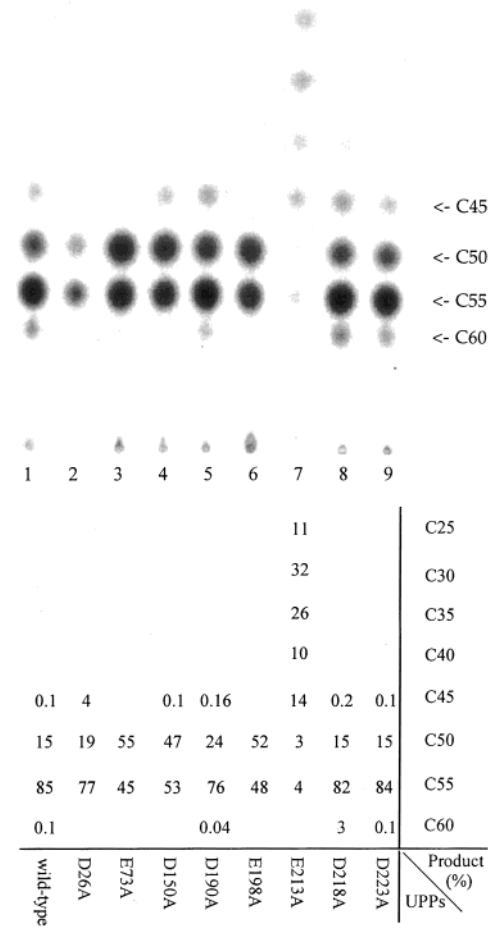 <- C45
<- C50
<- C55
<- C60
1 2 3 4 5 6 7 8 9
11 C25
32 C30
26 C35
10 C40
0.1 4 0.1 0.16 14 0.2 0.1 C45
15 19 55 47 24 52 3 15 15 C50
85 77 45 53 76 48 4 82 84 C55
0.1 0.04 3 0.1 C60
wild-type D26A E73A D150A D190A E198A E213A D218A D223A
Product
(%)
UPPs